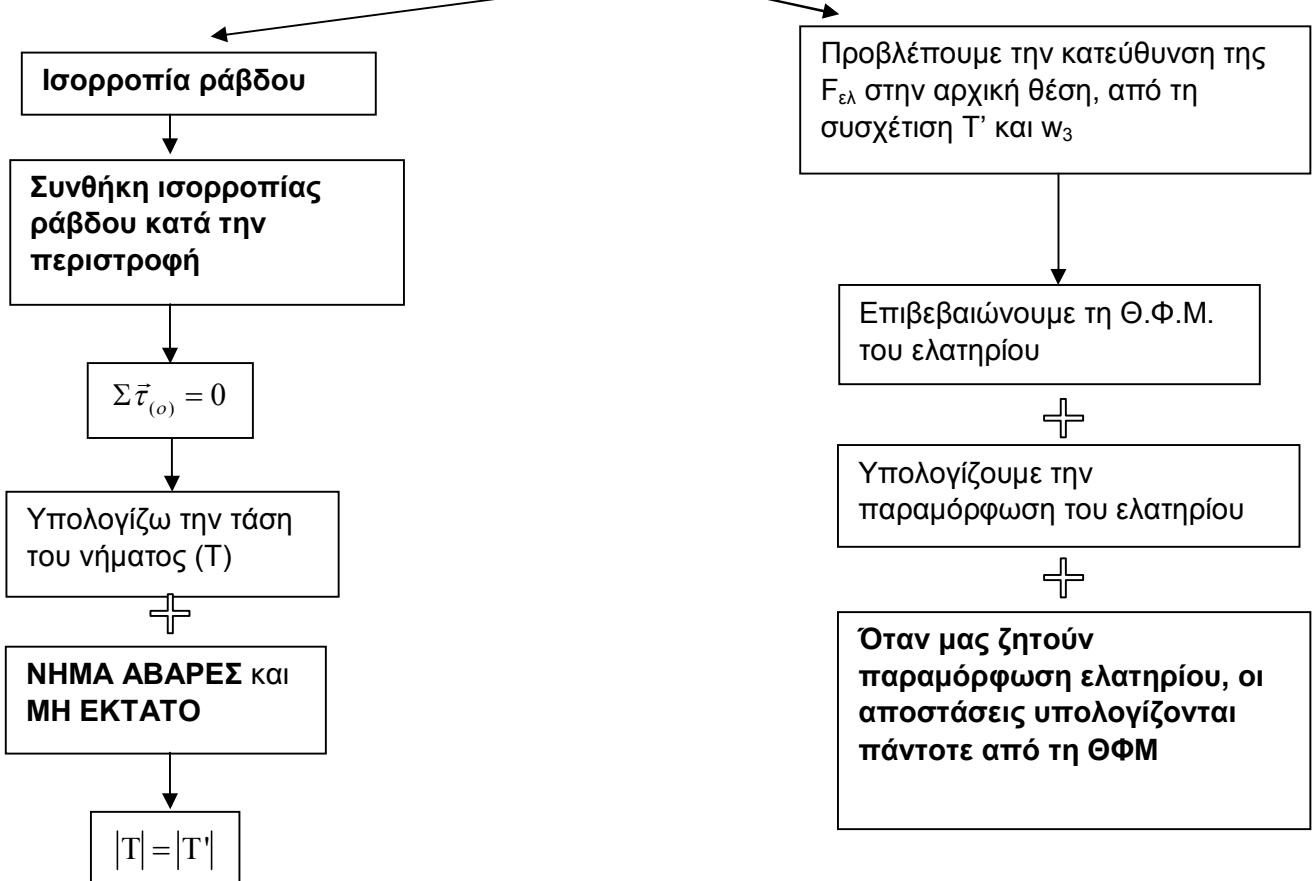 Ισορροπία ράβδου
Συνθήκη ισορροπίας
ράβδου κατά την
περιστροφή
Στ⃗(ο) = 0
Υπολογίζω την τάση
του νήματος (Τ)
ΝΗΜΑ ΑΒΑΡΕΣ και
ΜΗ ΕΚΤΑΤΟ
|Τ| = |Τ'|
Προβλέπουμε την κατεύθυνση της
Fελ στην αρχική θέση, από τη
συσχέτιση Τ’ και w3
Επιβεβαιώνουμε τη Θ.Φ.Μ.
του ελατηρίου
Υπολογίζουμε την
παραμόρφωση του ελατηρίου
Όταν μας ζητούν
παραμόρφωση ελατηρίου, οι
αποστάσεις υπολογίζονται
πάντοτε από τη ΘΦΜ